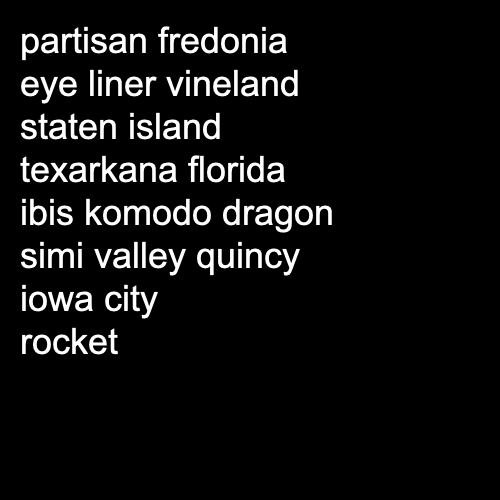 partisan fredonia
eye liner vineland
staten island
texarkana florida
ibis komodo dragon
simi valley quincy
iowa city
rocket